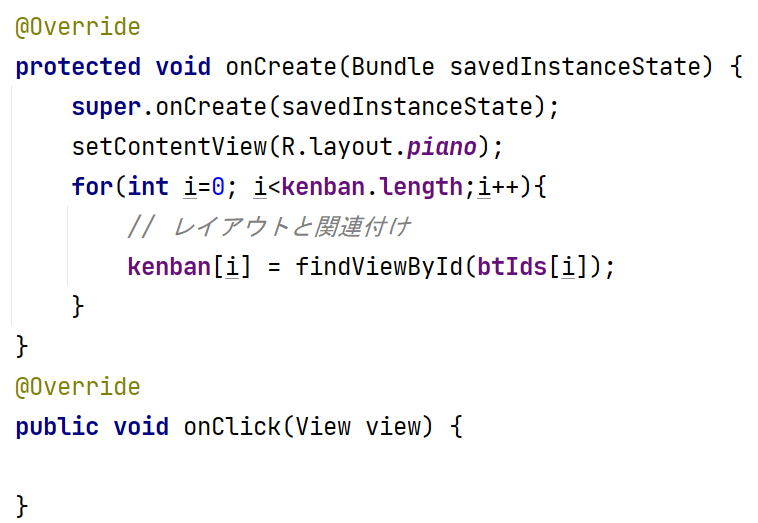 @Override
protected void onCreate(Bundle savedInstanceState) {
    super.onCreate(savedInstanceState);
    setContentView(R.layout.piano);
    for(int i=0; i<kenban.length;i++){
        // レイアウトと関連付け
        kenban[i] = findViewById(btIds[i]);
    }
}
@Override
public void onClick(View view) {

}